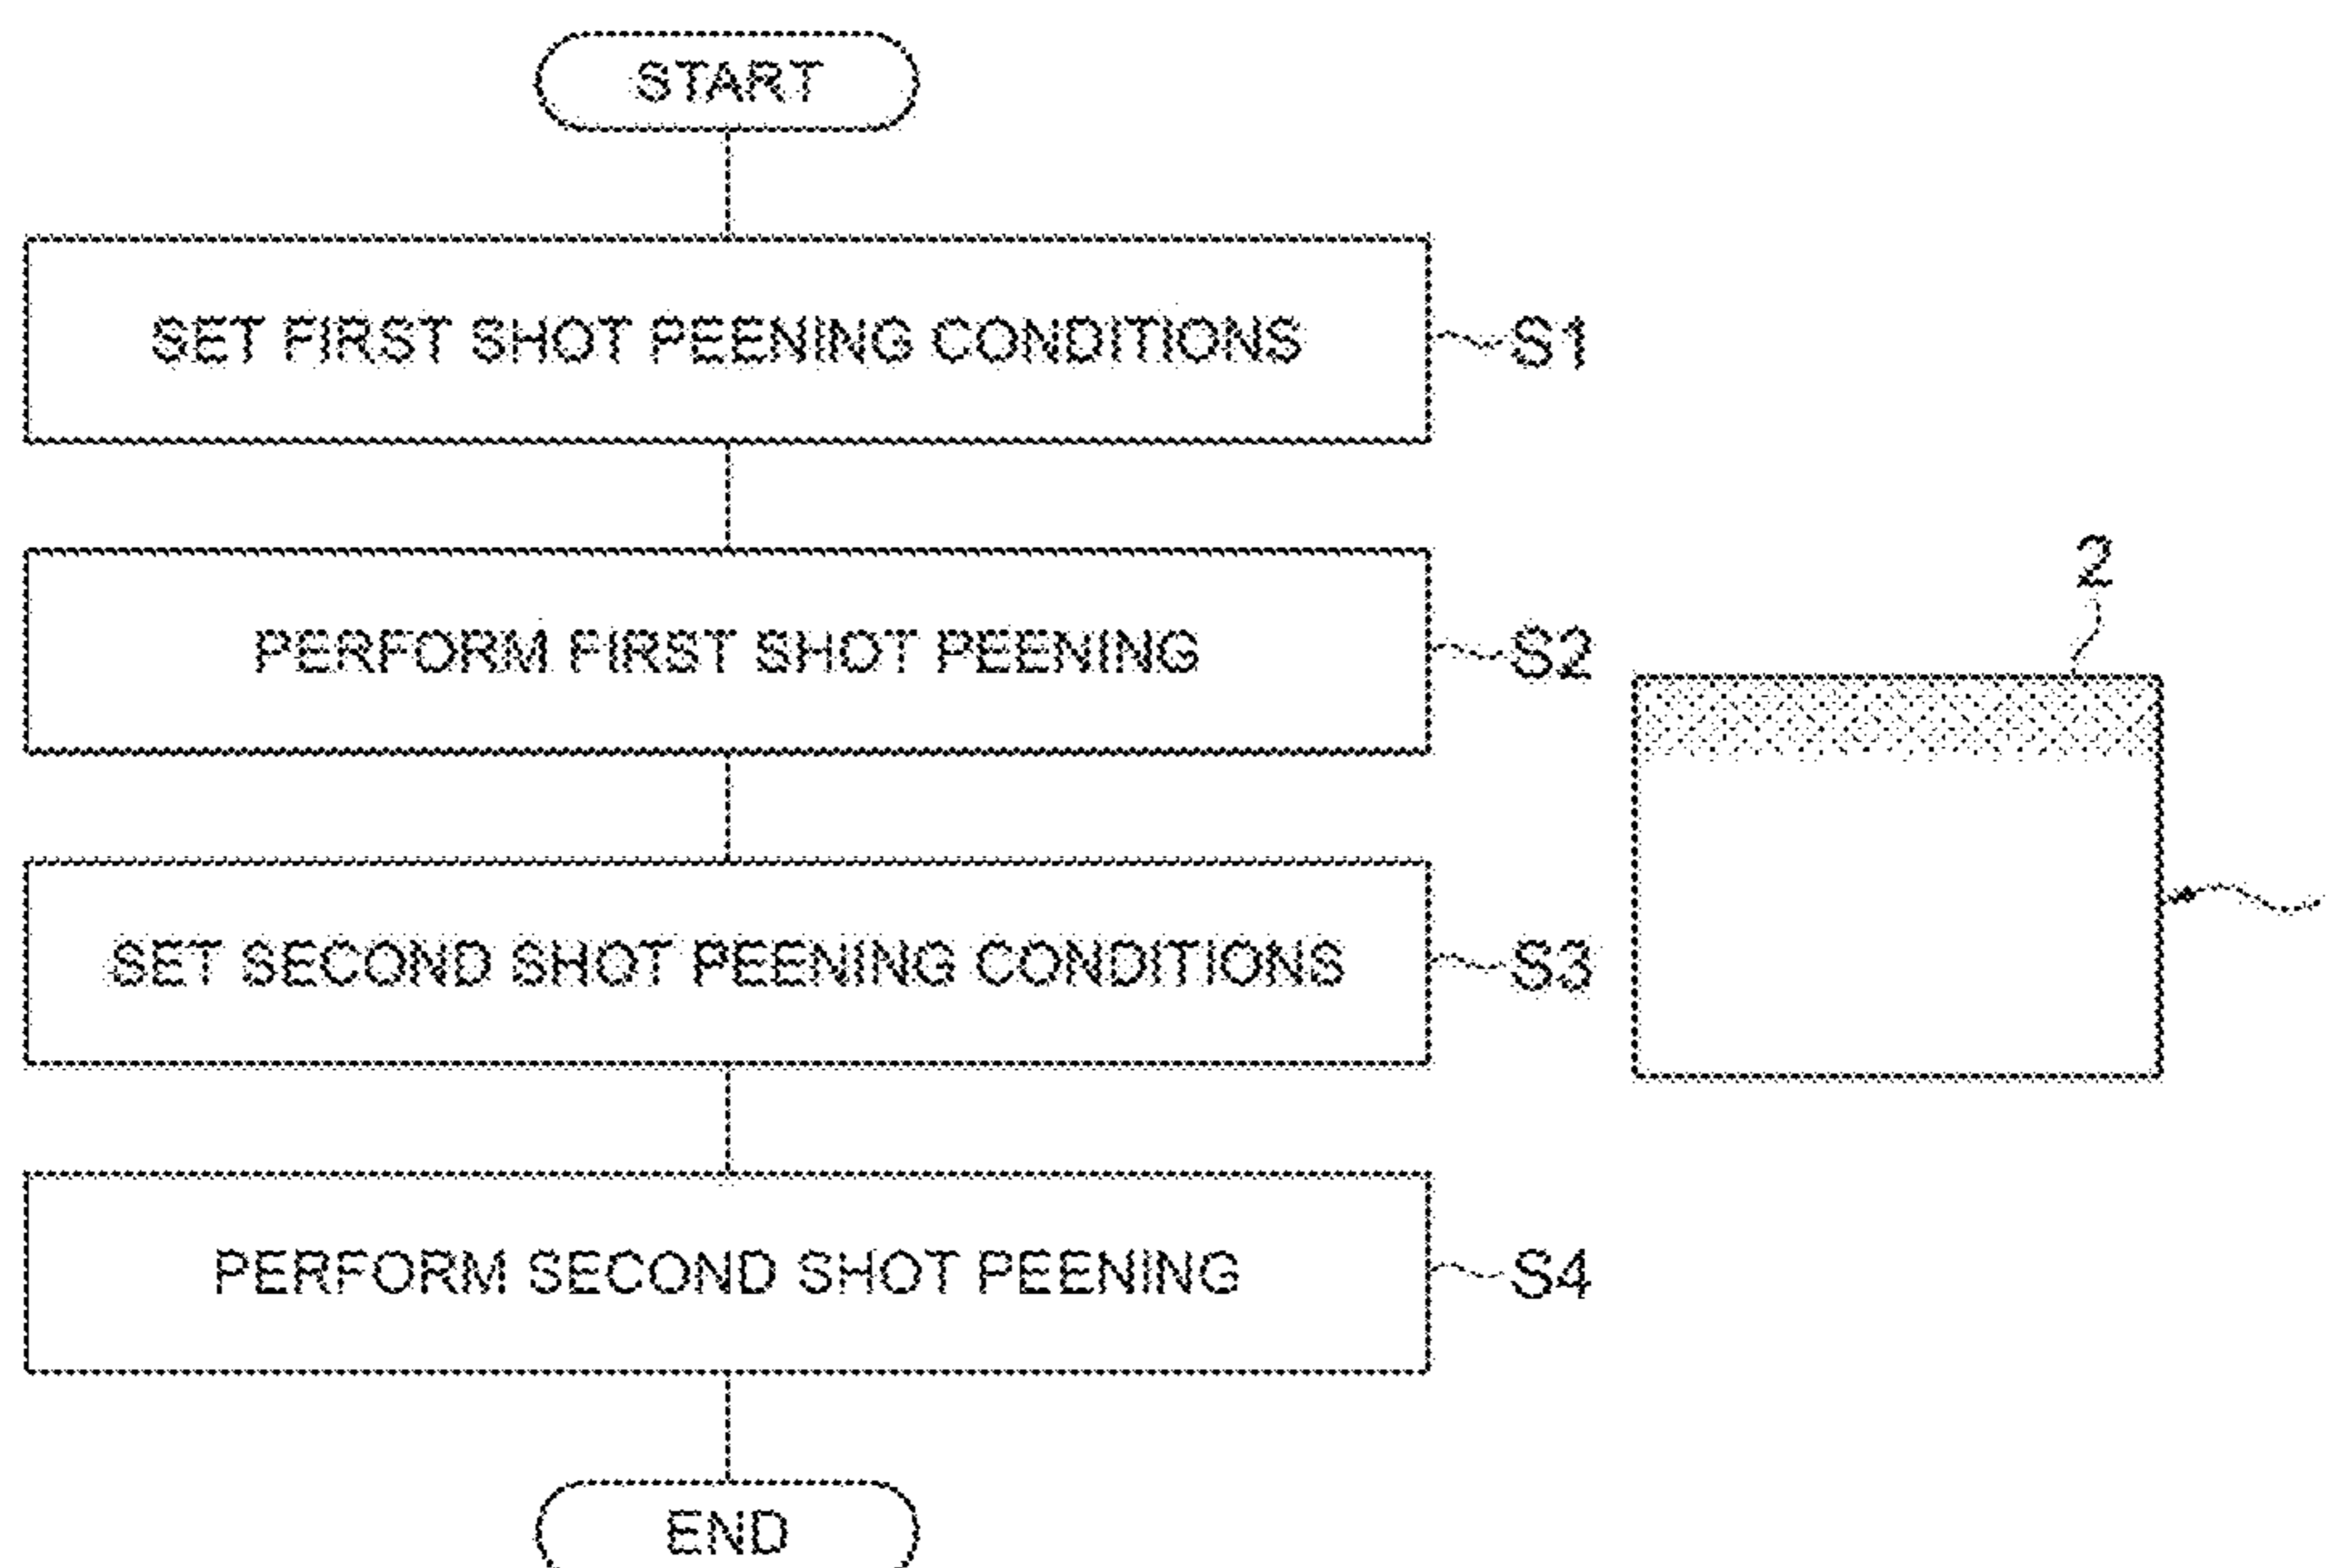 START
SET FIRST SHOT PEENING CONDITIONS
S1
PERFORM FIRST SHOT PEENING
S2
2
SET SECOND SHOT PEENING CONDITIONS
S3
PERFORM SECOND SHOT PEENING
S4
END